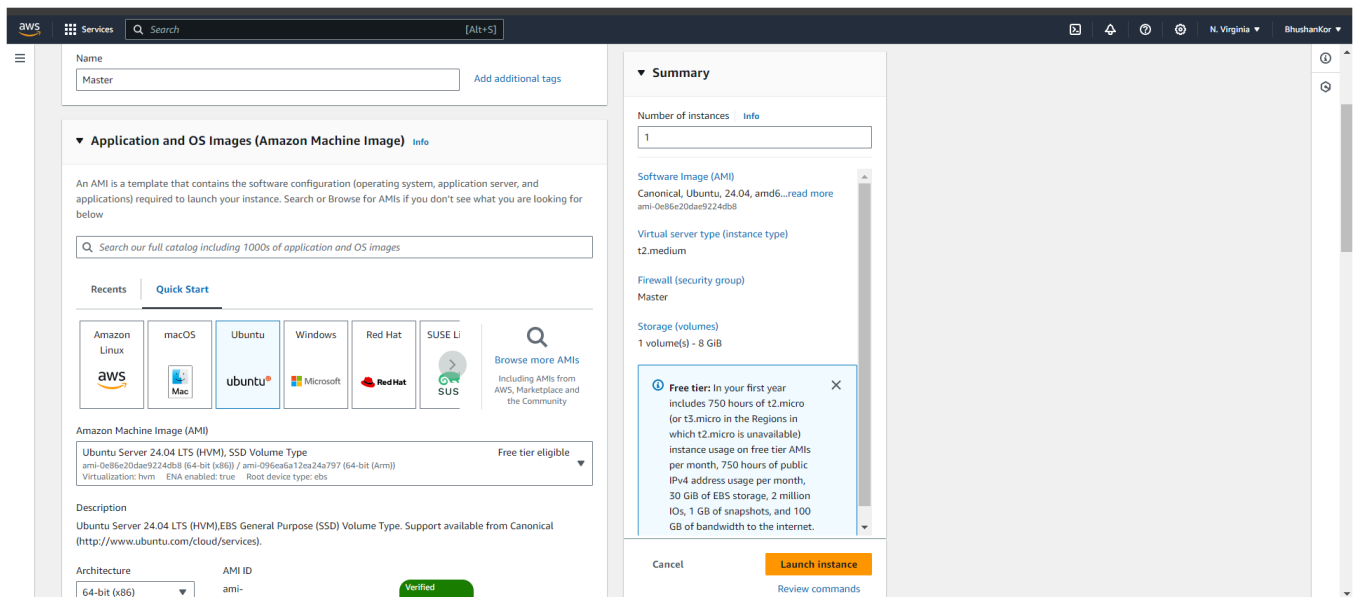 aws
Services
Search
[Alt+S]
N. Virginia
BhushanKor
Name
Master
Add additional tags
Application and OS Images (Amazon Machine Image) Info
An AMI is a template that contains the software configuration (operating system, application server, and
applications) required to launch your instance. Search or Browse for AMIs if you don't see what you are looking for
below
Search our full catalog including 1000s of application and OS images
Recents
Quick Start
Amazon
Linux
aws
macOS
Mac
Ubuntu
ubuntu
Windows
Microsoft
Red Hat
Red Hat
SUSE Li
SUS
Browse more AMIs
Including AMIs from
AWS, Marketplace and
the Community
Amazon Machine Image (AMI)
Ubuntu Server 24.04 LTS (HVM), SSD Volume Type
Free tier eligible
ami-0e86e20dae9224db8 (64-bit (x86)) / ami-096ea6a12ea24a797 (64-bit (Arm))
Virtualization: hvm ENA enabled: true Root device type: ebs
Description
Ubuntu Server 24.04 LTS (HVM),EBS General Purpose (SSD) Volume Type. Support available from Canonical
(http://www.ubuntu.com/cloud/services).
Architecture
64-bit (x86)
AMI ID
ami-
Verified
Summary
Number of instances Info
1
Software Image (AMI)
Canonical, Ubuntu, 24.04, amd6...read more
ami-0e86e20dae9224db8
Virtual server type (instance type)
t2.medium
Firewall (security group)
Master
Storage (volumes)
1 volume(s) - 8 GiB
Free tier: In your first year
includes 750 hours of t2.micro
(or t3.micro in the Regions in
which t2.micro is unavailable)
instance usage on free tier AMIs
per month, 750 hours of public
IPv4 address usage per month,
30 GiB of EBS storage, 2 million
IOs, 1 GB of snapshots, and 100
GB of bandwidth to the internet.
Cancel
Launch instance
Review commands